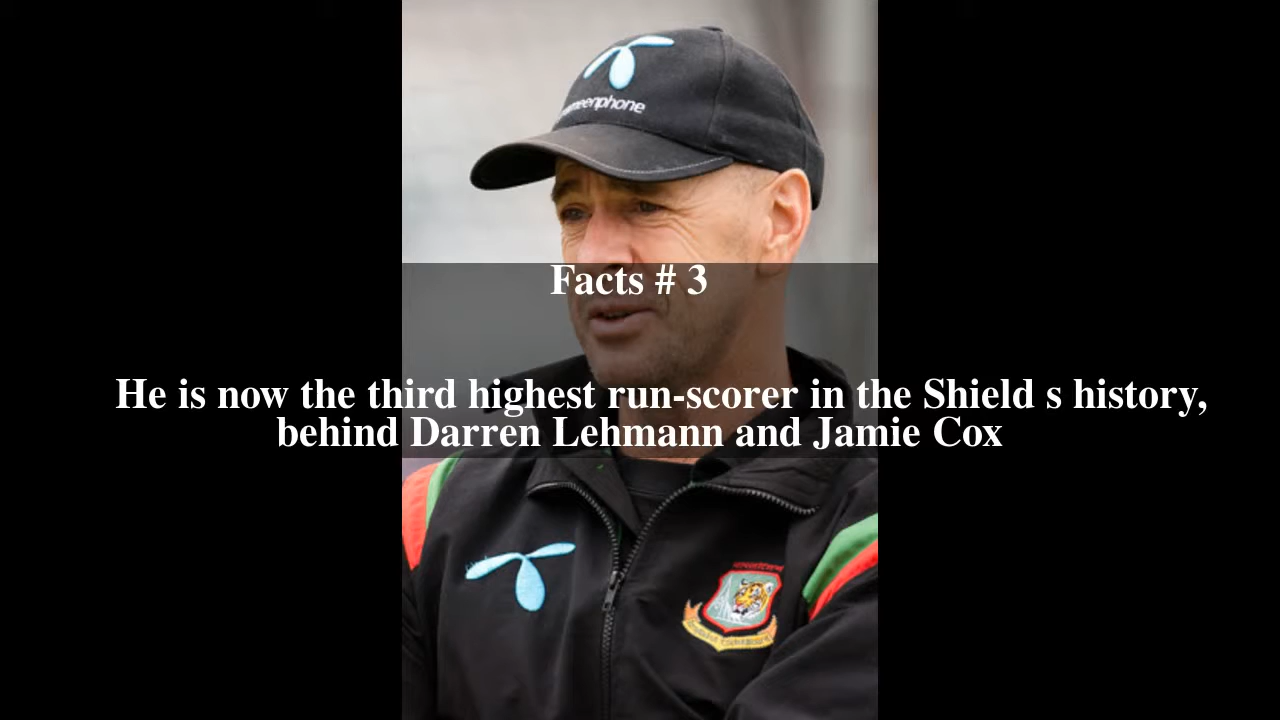 meenphone
Facts # 3
He is now the third highest run-scorer in the Shield s history,
behind Darren Lehmann and Jamie Cox